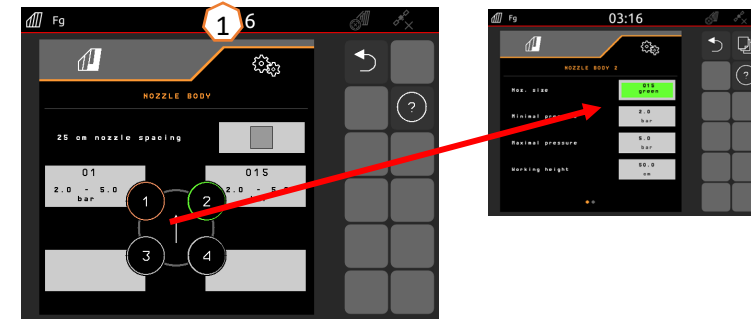 Fg
1
6
NOZZLE BODY
25 cm nozzle spacing
01
2.0 - 5.0
bar
015
2.0 - 5.
1
2
3
4
?
Fg
03:16
NOZZLE BODY 2
Noz. size
015
green
Minimal pressure
2.0
bar
Maximal pressure
5.0
bar
Working height
50.0
cm
?